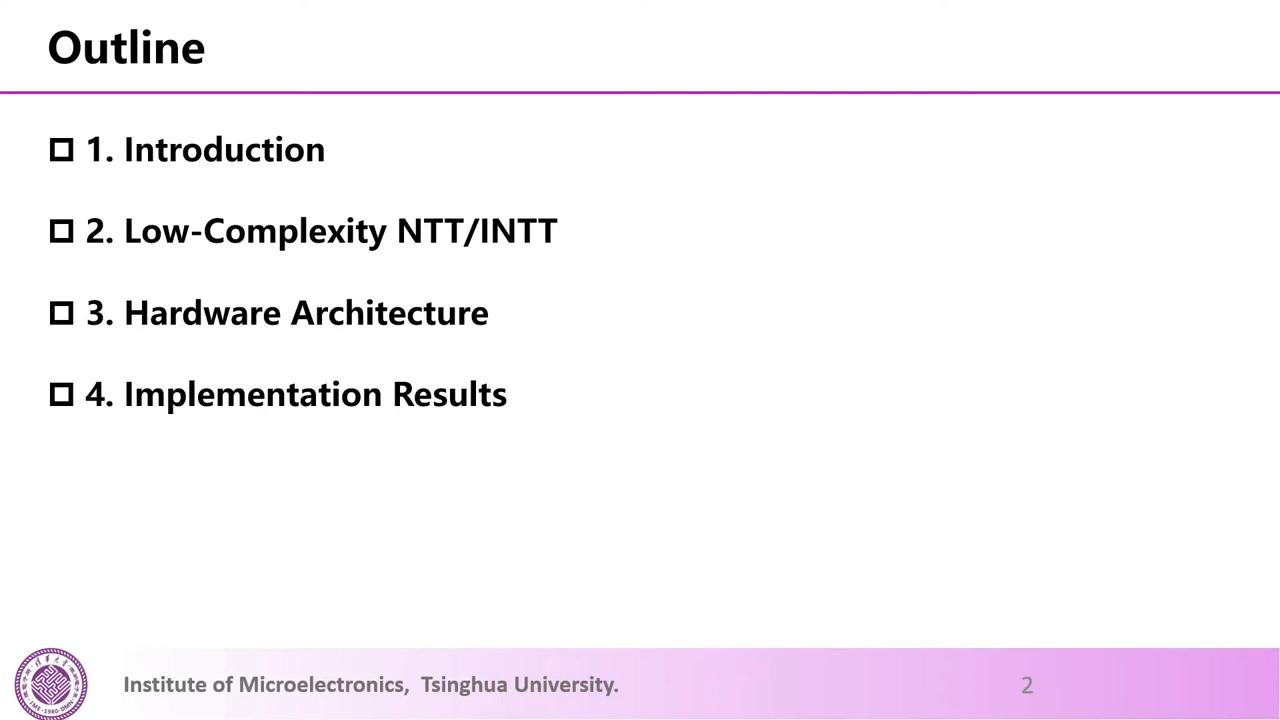 Outline
1. Introduction
2. Low-Complexity NTT/INTT
3. Hardware Architecture
4. Implementation Results
Institute of Microelectronics, Tsinghua University.
2